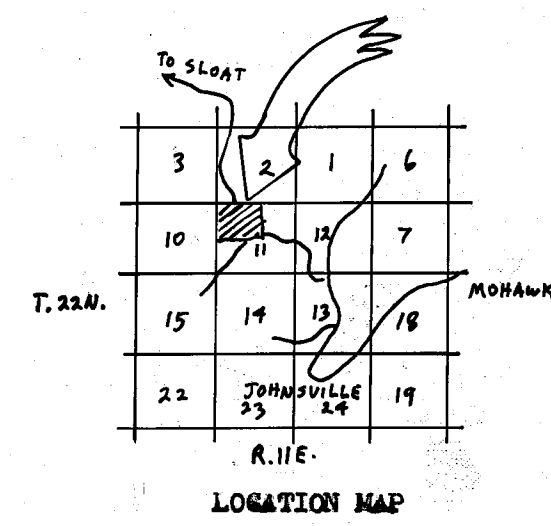 TO SLOAT
3 2 1 6
10 11 12 7
T. 22N.
MOHAWK
15 14 13 18
22 JOHNSVILLE 19
23 24
R. 11E.
LOCATION MAP